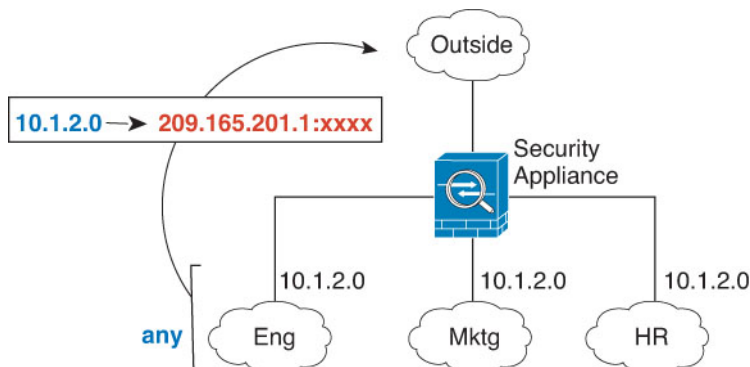 Outside
10.1.2.0 → 209.165.201.1:xxxx
Security
Appliance
10.1.2.0
10.1.2.0
10.1.2.0
any
Eng
Mktg
HR